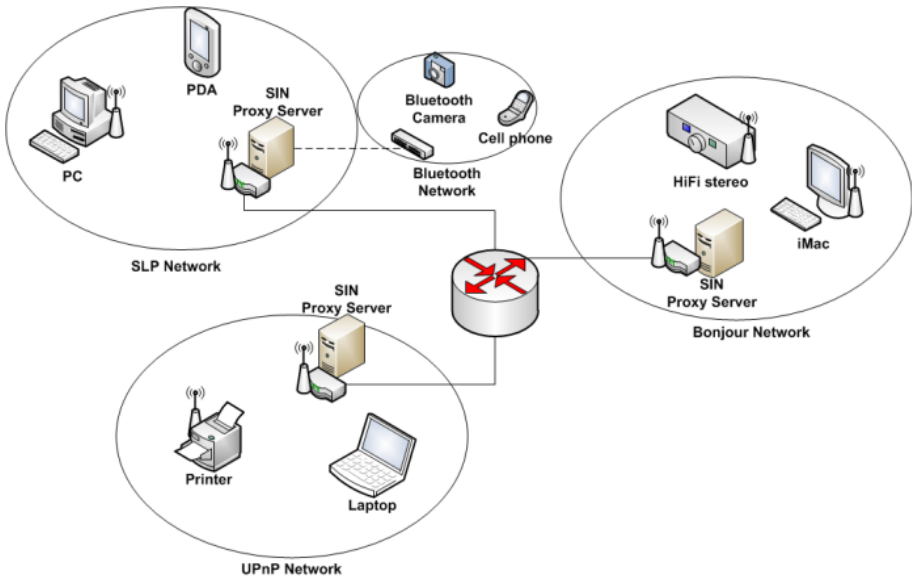 PDA
SIN
Proxy Server
PC
SLP Network
Bluetooth
Camera
Cell phone
Bluetooth
Network
HiFi stereo
iMac
SIN
Proxy Server
Bonjour Network
SIN
Proxy Server
Printer
Laptop
UPnP Network